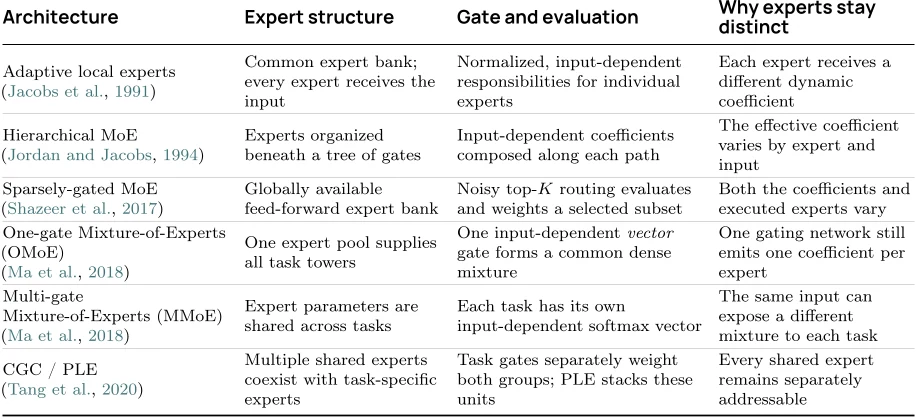 Architecture
Expert structure
Gate and evaluation
Why experts stay
distinct
Adaptive local experts
(Jacobs et al., 1991)
Common expert bank;
every expert receives the
input
Normalized, input-dependent
responsibilities for individual
experts
Each expert receives a
different dynamic
coefficient
Hierarchical MoE
(Jordan and Jacobs, 1994)
Experts organized
beneath a tree of gates
Input-dependent coefficients
composed along each path
The effective coefficient
varies by expert and
input
Sparsely-gated MoE
(Shazeer et al., 2017)
Globally available
feed-forward expert bank
Noisy top-K routing evaluates
and weights a selected subset
Both the coefficients and
executed experts vary
One-gate Mixture-of-Experts
(OMoE)
(Ma et al., 2018)
One expert pool supplies
all task towers
One input-dependent vector
gate forms a common dense
mixture
One gating network still
emits one coefficient per
expert
Multi-gate
Mixture-of-Experts (MMoE)
(Ma et al., 2018)
Expert parameters are
shared across tasks
Each task has its own
input-dependent softmax vector
The same input can
expose a different
mixture to each task
CGC / PLE
(Tang et al., 2020)
Multiple shared experts
coexist with task-specific
experts
Task gates separately weight
both groups; PLE stacks these
units
Every shared expert
remains separately
addressable